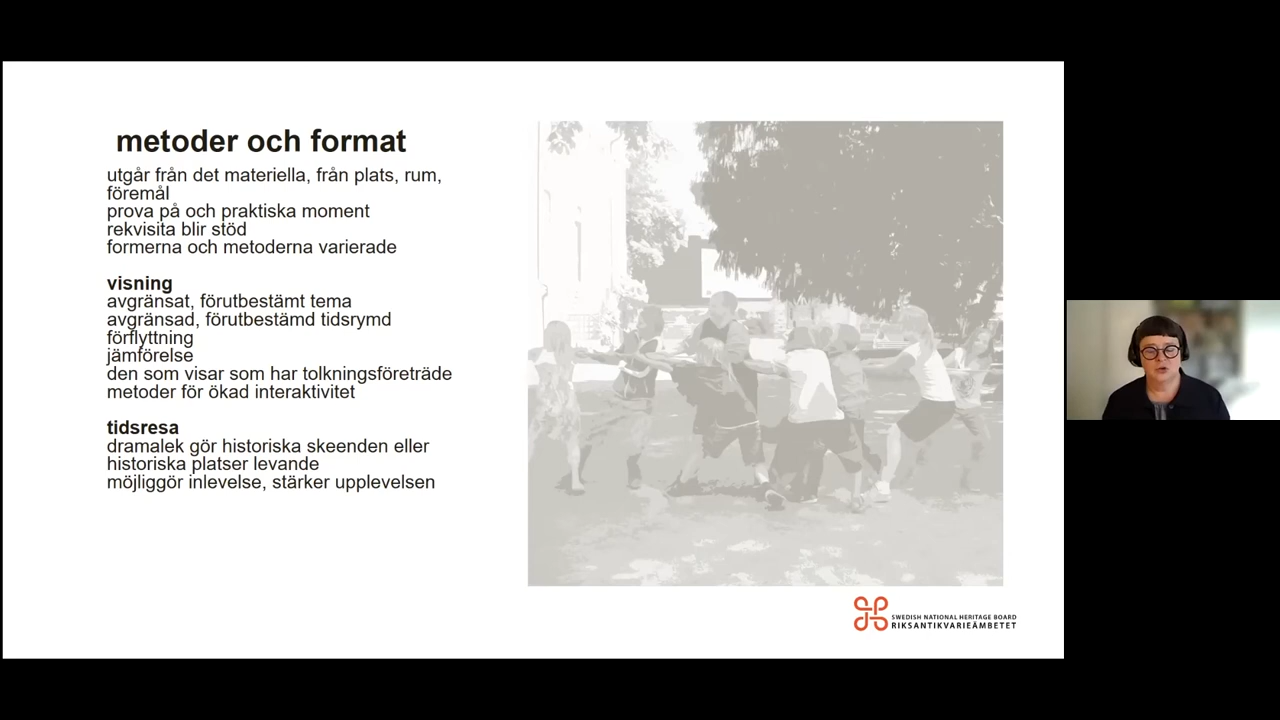 metoder och format
utgår från det materiella, från plats, rum,
föremål
prova på och praktiska moment
rekvisita blir stöd
formerna och metoderna varierade
visning
avgränsat, förutbestämt tema
avgränsad, förutbestämd tidsrymd
förflyttning
jämförelse
den som visar som har tolkningsföreträde
metoder för ökad interaktivitet
tidsresa
dramalek gör historiska skeenden eller
historiska platser levande
möjliggör inlevelse, stärker upplevelsen
SWEDISH NATIONAL HERITAGE BOARD
RIKSANTIKVARIEÄMBETET